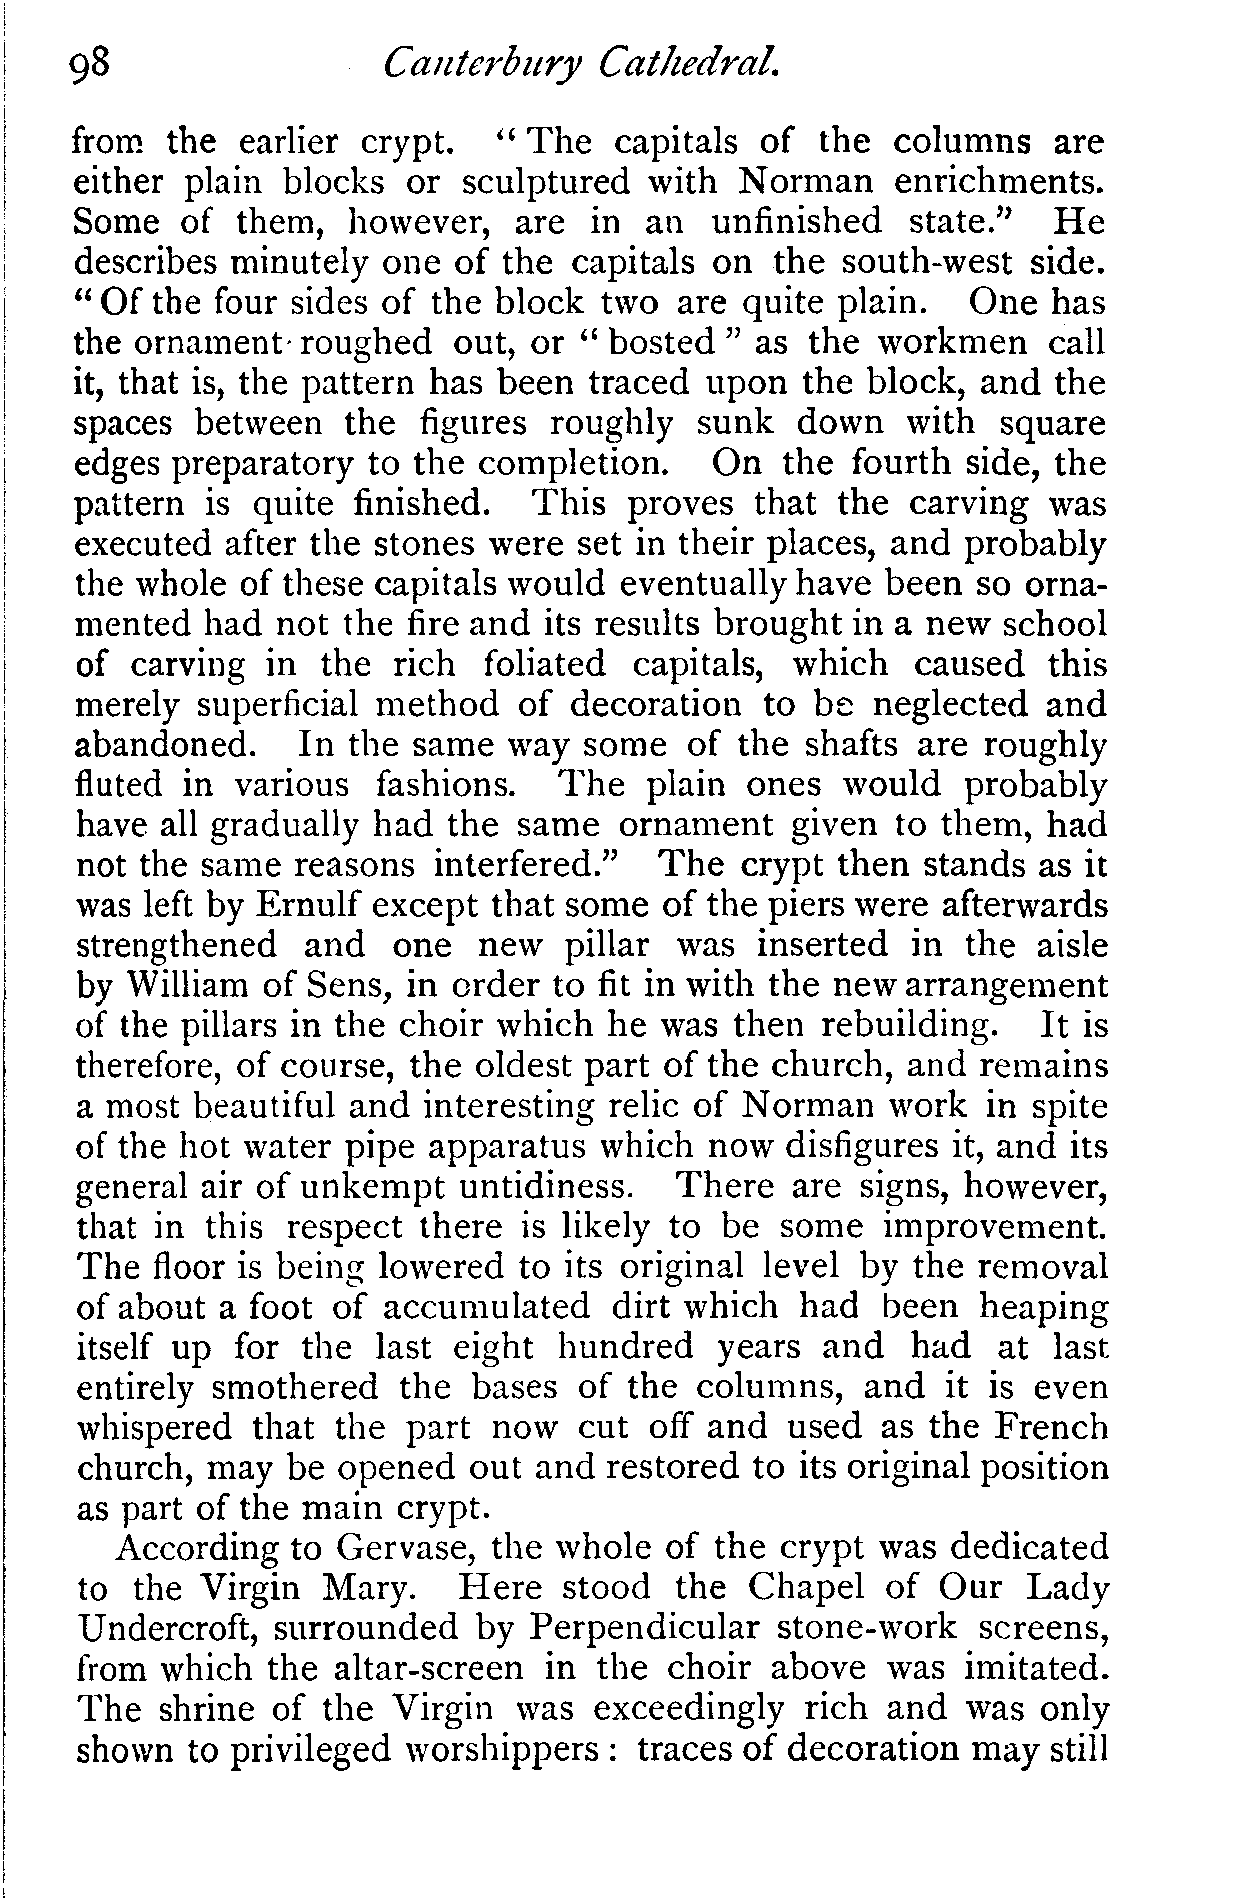 98 Canterbury Cathedral.
from the earlier crypt. “ The capitals of the columns are
either plain blocks or sculptured with Norman enrichments.
Some of them, however, are in an unfinished state.” He
describes minutely one of the capitals on the south-west side.
“ Of the four sides of the block two are quite plain. One has
the ornament roughed out, or “ bosted ” as the workmen call
it, that is, the pattern has been traced upon the block, and the
spaces between the figures roughly sunk down with square
edges preparatory to the completion. On the fourth side, the
pattern is quite finished. This proves that the carving was
executed after the stones were set in their places, and probably
the whole of these capitals would eventually have been so orna-
mented had not the fire and its results brought in a new school
of carving in the rich foliated capitals, which caused this
merely superficial method of decoration to be neglected and
abandoned. In the same way some of the shafts are roughly
fluted in various fashions. The plain ones would probably
have all gradually had the same ornament given to them, had
not the same reasons interfered.” The crypt then stands as it
was left by Ernulf except that some of the piers were afterwards
strengthened and one new pillar was inserted in the aisle
by William of Sens, in order to fit in with the new arrangement
of the pillars in the choir which he was then rebuilding. It is
therefore, of course, the oldest part of the church, and remains
a most beautiful and interesting relic of Norman work in spite
of the hot water pipe apparatus which now disfigures it, and its
general air of unkempt untidiness. There are signs, however,
that in this respect there is likely to be some improvement.
The floor is being lowered to its original level by the removal
of about a foot of accumulated dirt which had been heaping
itself up for the last eight hundred years and had at last
entirely smothered the bases of the columns, and it is even
whispered that the part now cut off and used as the French
church, may be opened out and restored to its original position
as part of the main crypt.
According to Gervase, the whole of the crypt was dedicated
to the Virgin Mary. Here stood the Chapel of Our Lady
Undercroft, surrounded by Perpendicular stone-work screens,
from which the altar-screen in the choir above was imitated.
The shrine of the Virgin was exceedingly rich and was only
shown to privileged worshippers : traces of decoration may still